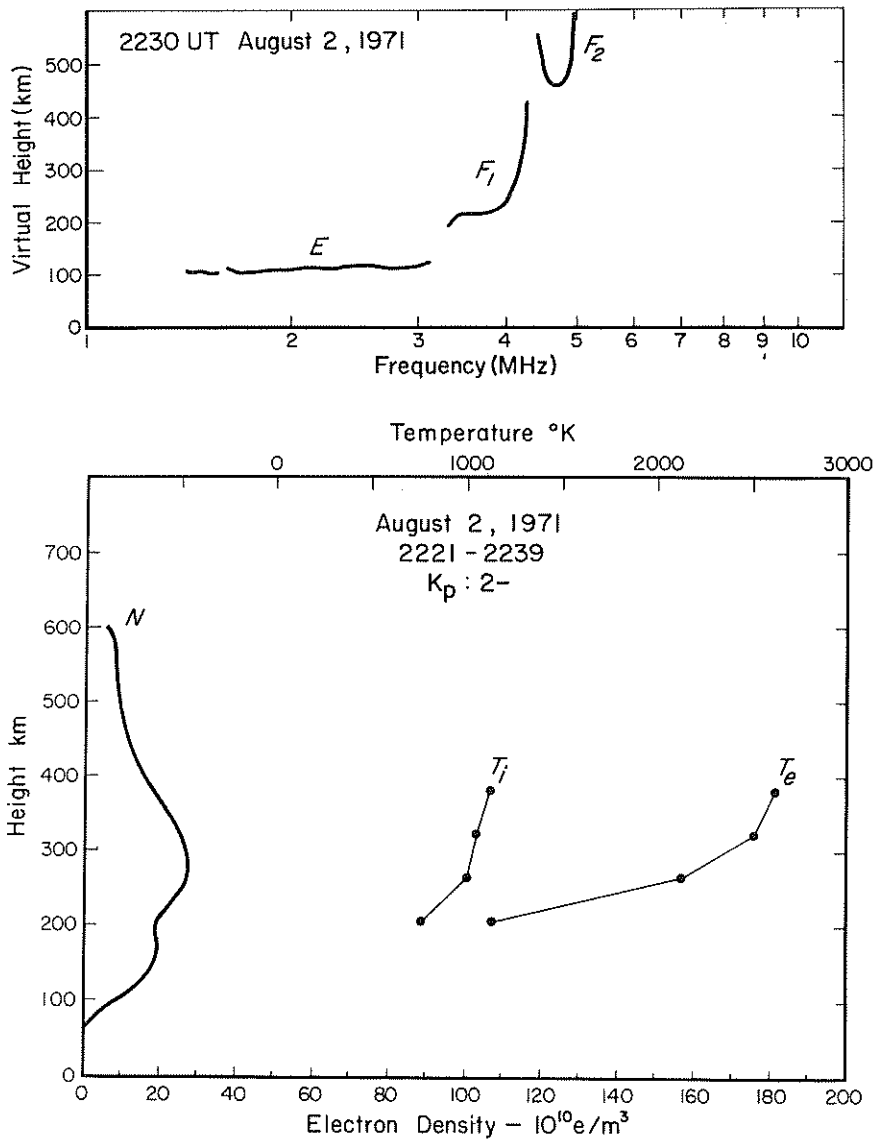 2230 UT August 2, 1971
Virtual Height (km)
500
400
300
200
100
0
E
F1
F2
1 2 3 4 5 6 7 8 9 10
Frequency (MHz)
Temperature °K
0 1000 2000 3000
August 2, 1971
2221 - 2239
Kp : 2-
Height km
700
600
500
400
300
200
100
0
N
Ti
Te
0 20 40 60 80 100 120 140 160 180 200
Electron Density - 10¹⁰e/m³